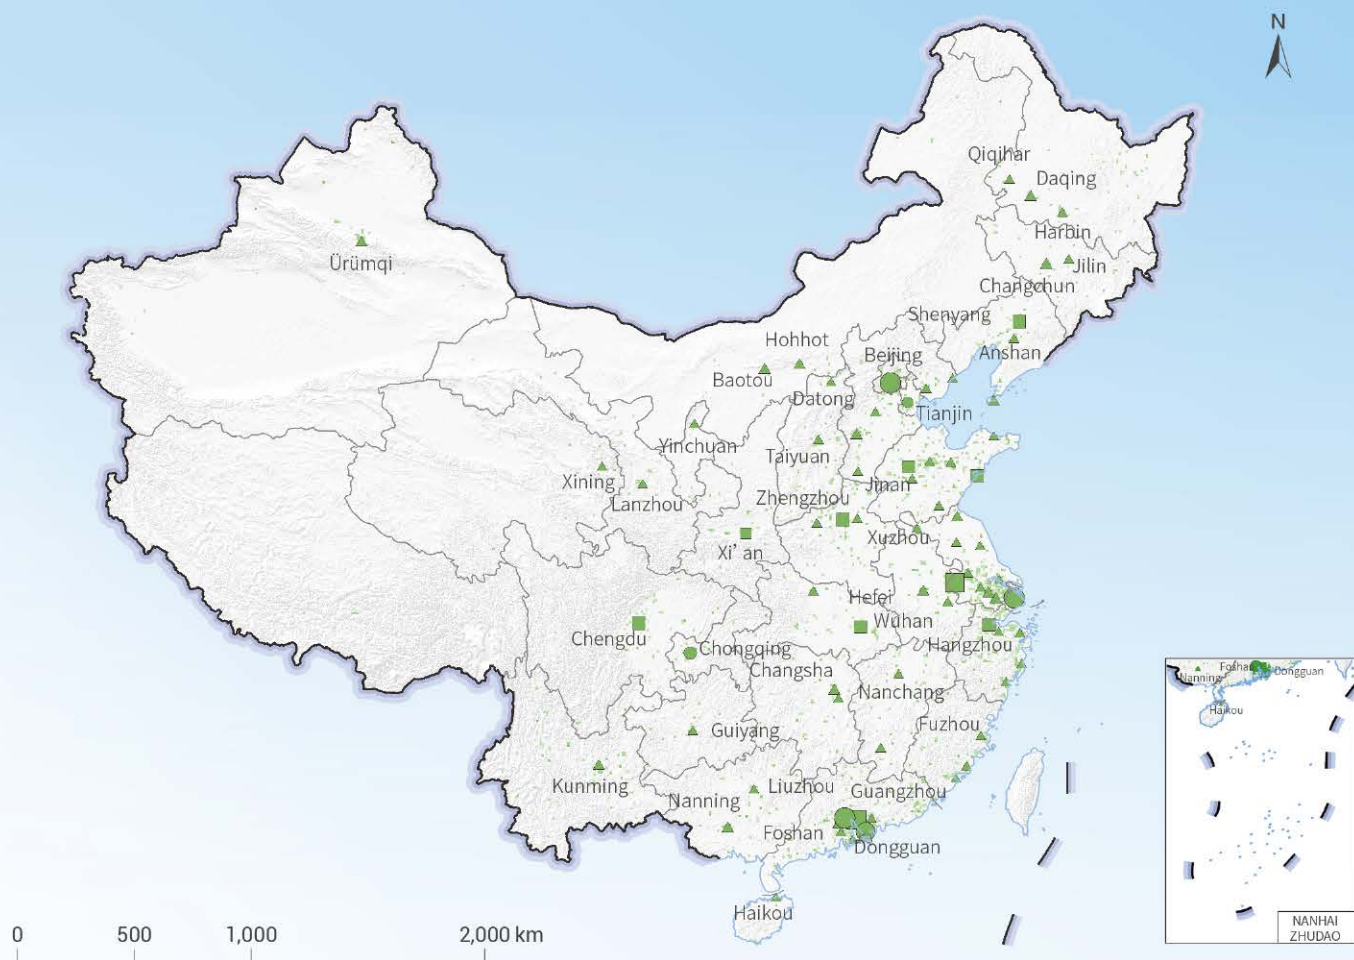 N
Qiqihar
Daqing
Harbin
Jilin
Changchun
Ürümqi
Shenyang
Hohhot
Beijing
Anshan
Baotou
Datong
Tianjin
Yinchuan
Taiyuan
Xining
Jinan
Lanzhou
Zhengzhou
Xuzhou
Xi' an
Hefei
Wuhan
Chengdu
Hangzhou
Chongqing
Changsha
Nanchang
Guiyang
Fuzhou
Kunming
Liuzhou
Guangzhou
Nanning
Foshan
Dongguan
Haikou
Foshan
Dongguan
Nanning
Haikou
NANHAI
ZHUDAO
0 500 1,000 2,000 km